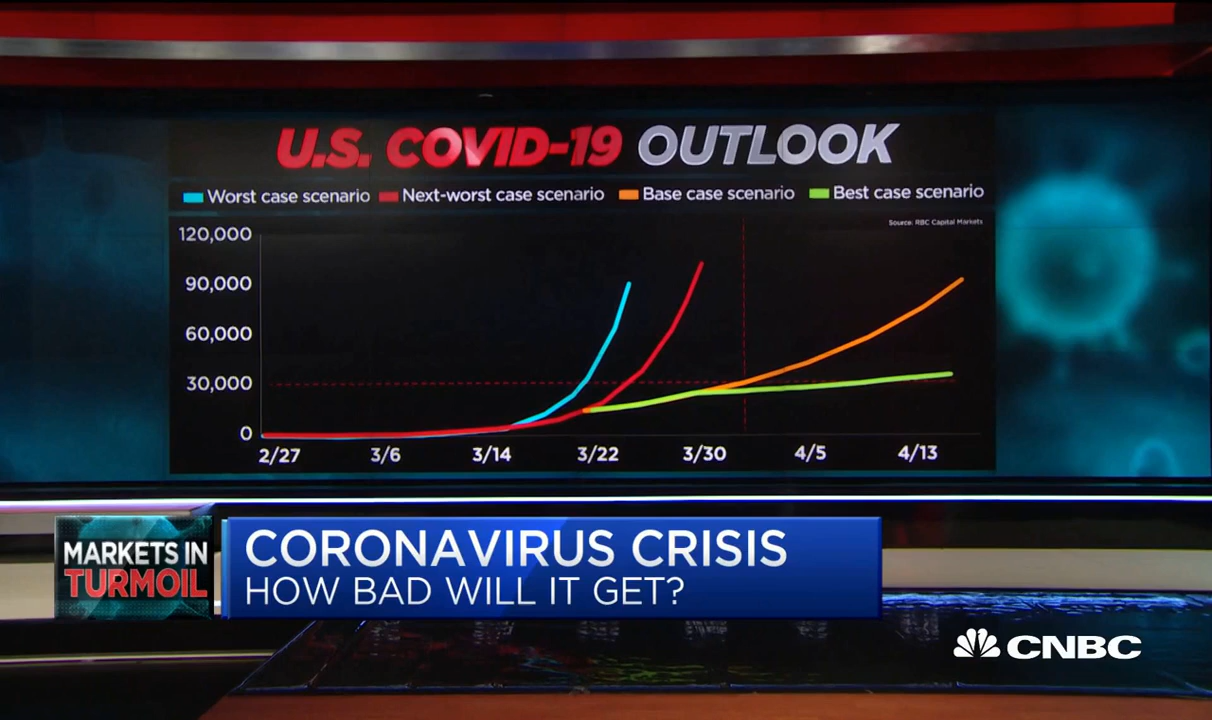 U.S. COVID-19 OUTLOOK
Worst case scenario Next-worst case scenario Base case scenario Best case scenario
Source: RBC Capital Markets
120,000
90,000
60,000
30,000
0
2/27 3/6 3/14 3/22 3/30 4/5 4/13
MARKETS IN
TURMOIL
CORONAVIRUS CRISIS
HOW BAD WILL IT GET?
CNBC